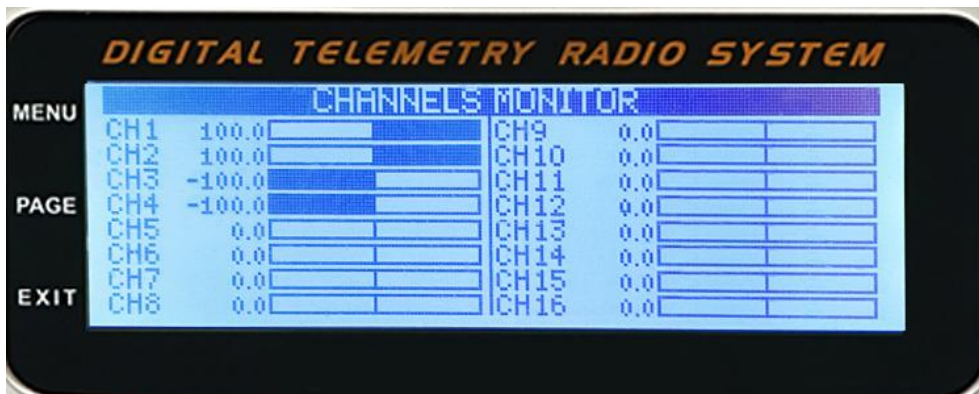 DIGITAL TELEMETRY RADIO SYSTEM
MENU
PAGE
EXIT
CHANNELS MONITOR
CH1 100.0
CH2 100.0
CH3 -100.0
CH4 -100.0
CH5 0.0
CH6 0.0
CH7 0.0
CH8 0.0
CH9 0.0
CH10 0.0
CH11 0.0
CH12 0.0
CH13 0.0
CH14 0.0
CH15 0.0
CH16 0.0